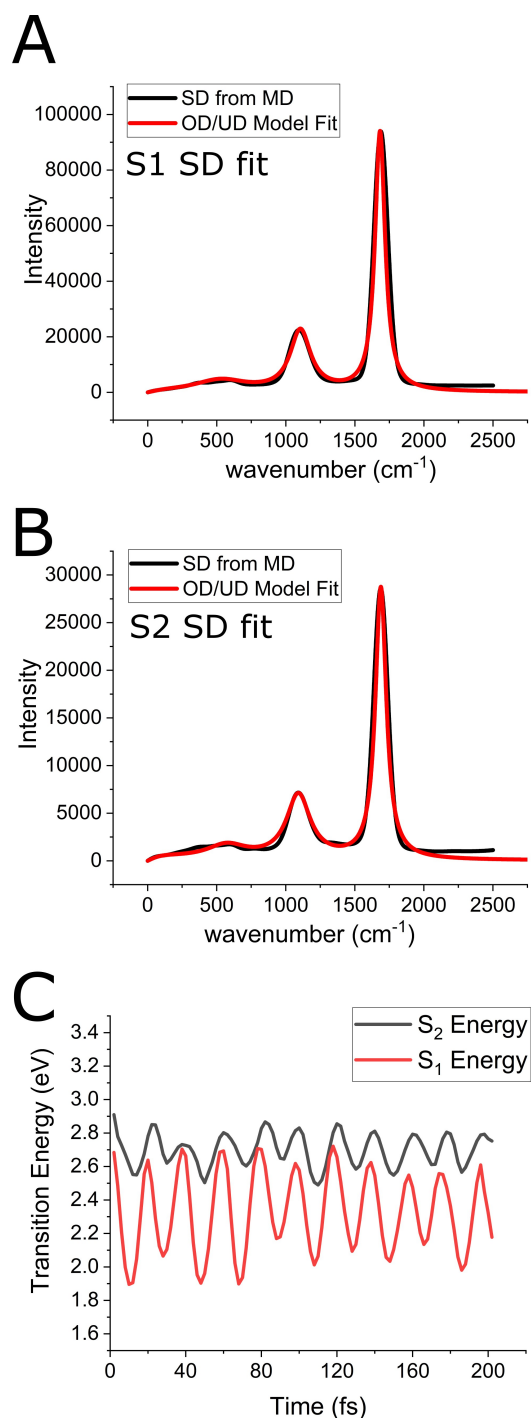 A
SD from MD
OD/UD Model Fit
S1 SD fit
Intensity
100000
80000
60000
40000
20000
0
0 500 1000 1500 2000 2500
wavenumber (cm⁻¹)
B
SD from MD
OD/UD Model Fit
S2 SD fit
Intensity
30000
25000
20000
15000
10000
5000
0
0 500 1000 1500 2000 2500
wavenumber (cm⁻¹)
C
S₂ Energy
S₁ Energy
Transition Energy (eV)
3.4
3.2
3.0
2.8
2.6
2.4
2.2
2.0
1.8
1.6
0 40 80 120 160 200
Time (fs)